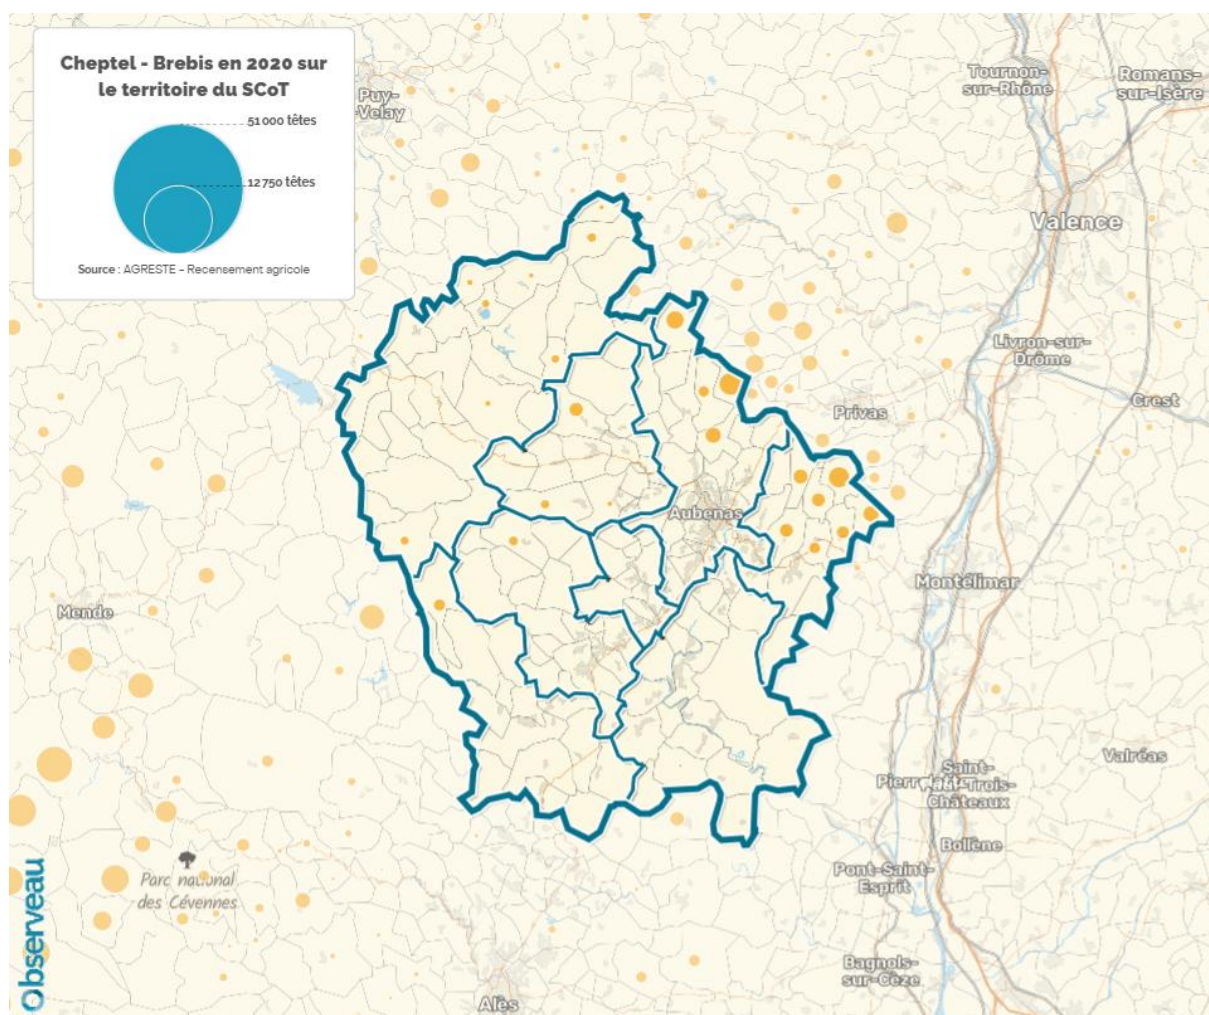 Cheptel - Brebis en 2020 sur
le territoire du SCoT
51 000 têtes
12 750 têtes
Source : AGRESTE - Recensement agricole
Puy-
-Velay
Tournon-
sur-Rhône
Romans-
sur-Isère
Valence
Livron-sur-
Drôme
Crest
Privas
Aubenas
Montélimar
Mende
Valréas
Saint-
-Trois-
Châteaux
Bollène
Pont-Saint-
Esprit
Parc national
des Cévennes
Bagnols-
sur-Cèze
Alès
Observeau